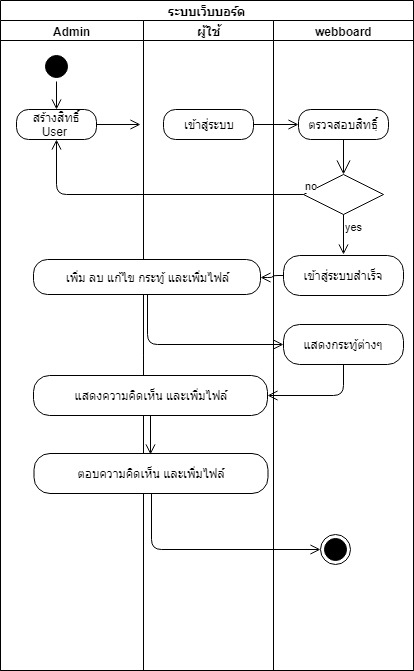 ระบบเว็บบอร์ด
Admin
ผู้ใช้
webboard
สร้างสิทธิ์
User
เข้าสู่ระบบ
ตรวจสอบสิทธิ์
no
yes
เพิ่ม ลบ แก้ไข กระทู้ และเพิ่มไฟล์
เข้าสู่ระบบสำเร็จ
แสดงกระทู้ต่างๆ
แสดงความคิดเห็น และเพิ่มไฟล์
ตอบความคิดเห็น และเพิ่มไฟล์